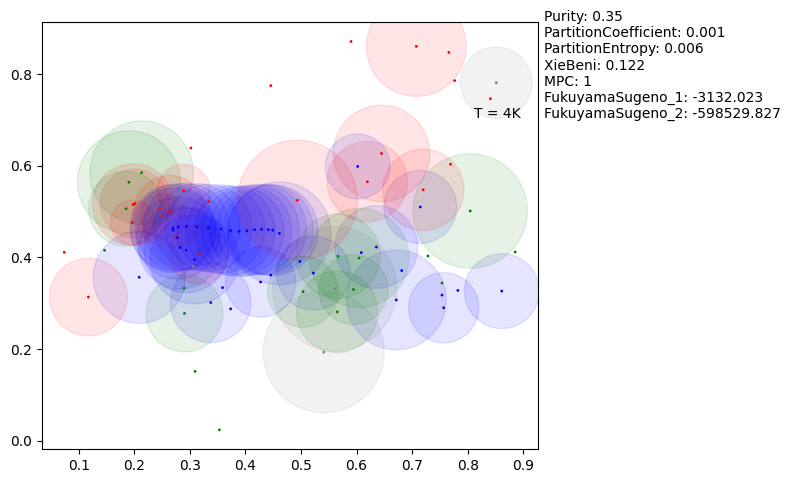 Purity: 0.35
PartitionCoefficient: 0.001
PartitionEntropy: 0.006
XieBeni: 0.122
MPC: 1
FukuyamaSugeno_1: -3132.023
FukuyamaSugeno_2: -598529.827
T = 4K
0.8
0.6
0.4
0.2
0.0
0.1 0.2 0.3 0.4 0.5 0.6 0.7 0.8 0.9